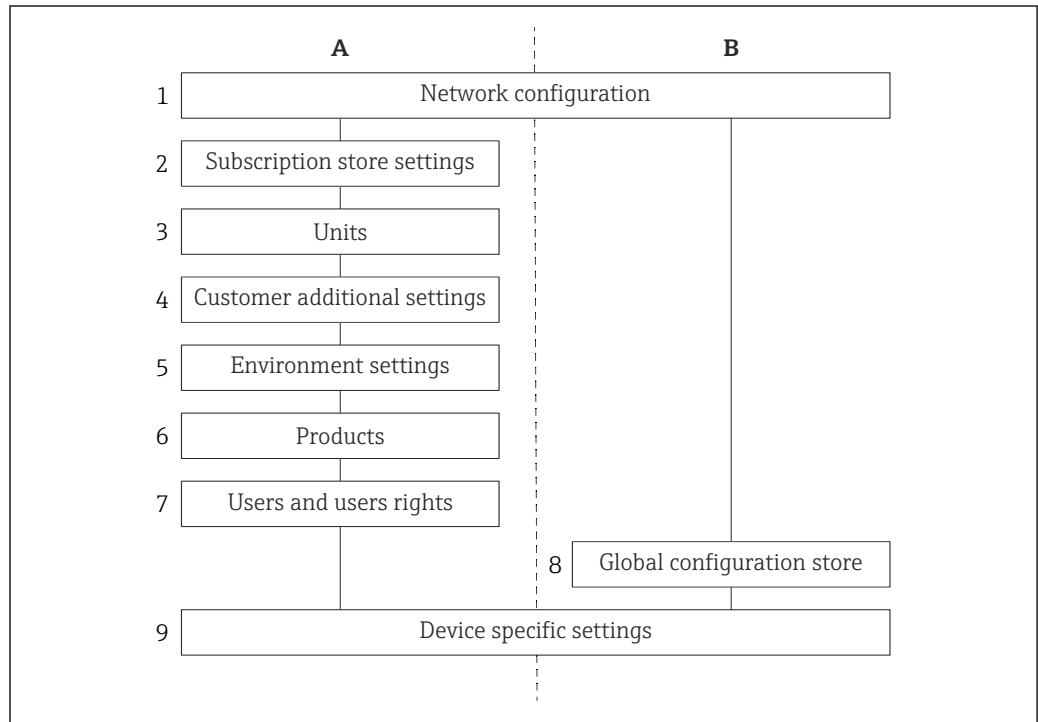 A B
1 Network configuration
2 Subscription store settings
3 Units
4 Customer additional settings
5 Environment settings
6 Products
7 Users and users rights
8 Global configuration store
9 Device specific settings